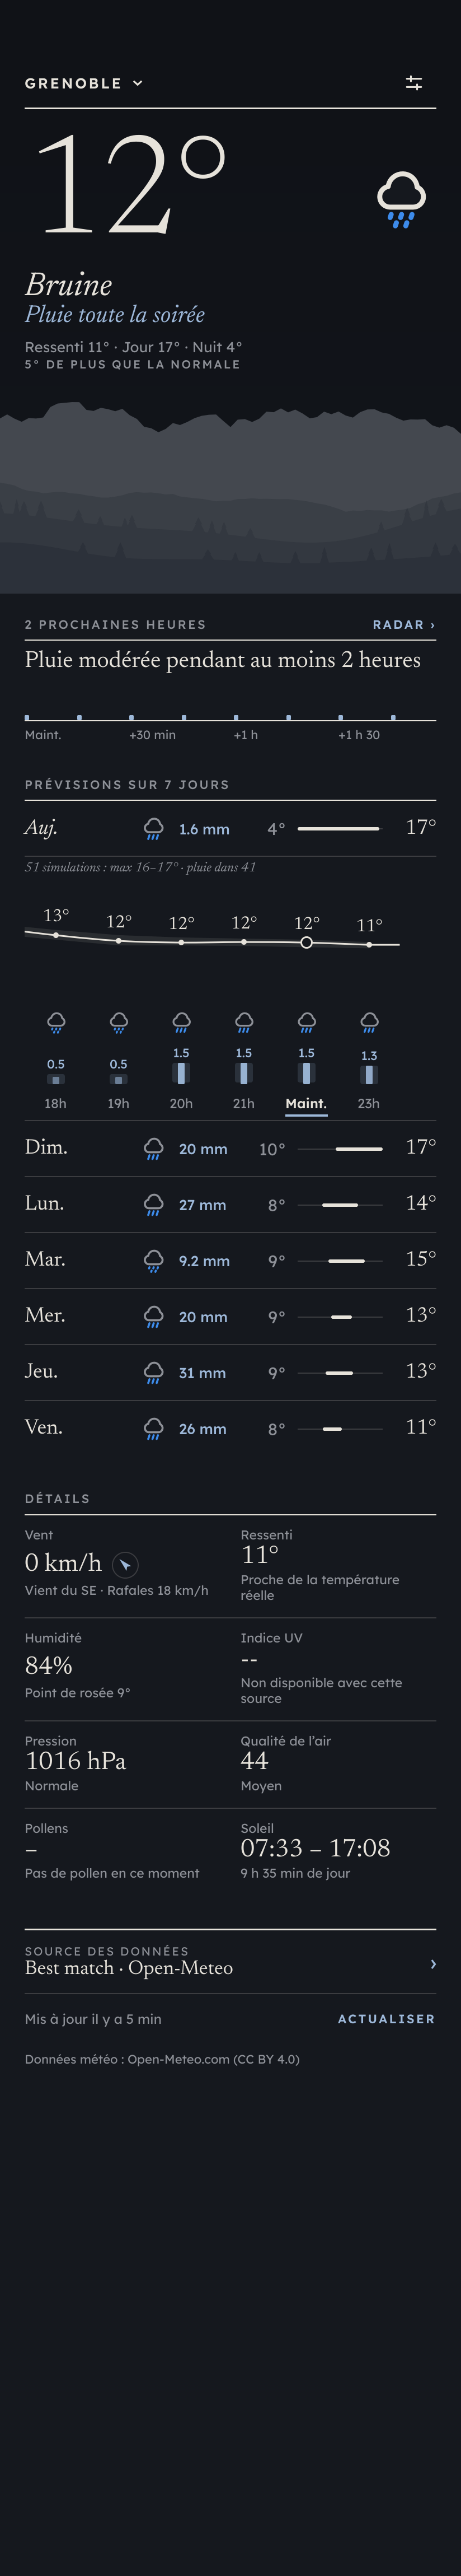 GRENOBLE
12°
Bruine
Pluie toute la soirée
Ressenti 11° · Jour 17° · Nuit 4°
5° DE PLUS QUE LA NORMALE
2 PROCHAINES HEURES RADAR ›
Pluie modérée pendant au moins 2 heures
Maint. +30 min +1 h +1 h 30
PRÉVISIONS SUR 7 JOURS
Auj. 1.6 mm 4° 17°
51 simulations : max 16–17° · pluie dans 41
13° 12° 12° 12° 12° 11°
0.5 0.5 1.5 1.5 1.5 1.3
18h 19h 20h 21h Maint. 23h
Dim. 20 mm 10° 17°
Lun. 27 mm 8° 14°
Mar. 9.2 mm 9° 15°
Mer. 20 mm 9° 13°
Jeu. 31 mm 9° 13°
Ven. 26 mm 8° 11°
DÉTAILS
Vent
0 km/h
Vient du SE · Rafales 18 km/h
Ressenti
11°
Proche de la température
réelle
Humidité
84%
Point de rosée 9°
Indice UV
--
Non disponible avec cette
source
Pression
1016 hPa
Normale
Qualité de l’air
44
Moyen
Pollens
–
Pas de pollen en ce moment
Soleil
07:33 – 17:08
9 h 35 min de jour
SOURCE DES DONNÉES
Best match · Open-Meteo ›
Mis à jour il y a 5 min ACTUALISER
Données météo : Open-Meteo.com (CC BY 4.0)